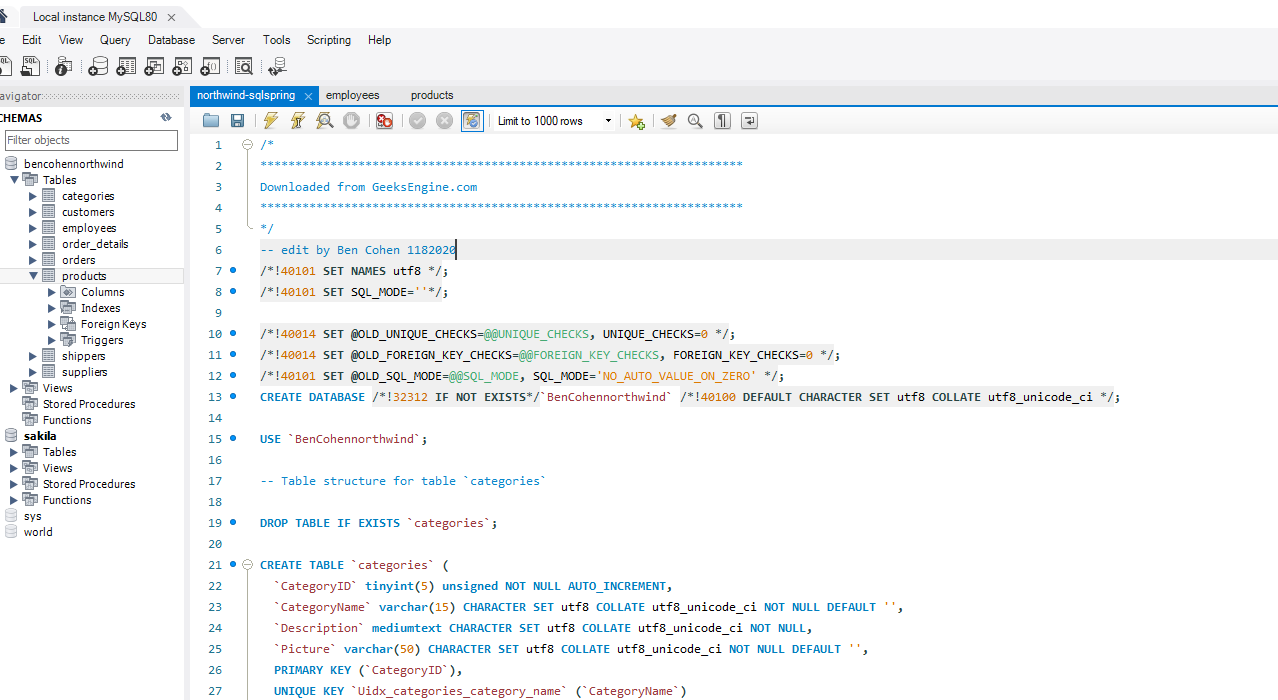 Local instance MySQL80
Edit View Query Database Server Tools Scripting Help
avigator
CHEMAS
Filter objects
bencohennorthwind
Tables
categories
customers
employees
order_details
orders
products
Columns
Indexes
Foreign Keys
Triggers
shippers
suppliers
Views
Stored Procedures
Functions
sakila
Tables
Views
Stored Procedures
Functions
sys
world
northwind-sqlspring employees products
Limit to 1000 rows
1 /*
2 *********************************************************************
3 Downloaded from GeeksEngine.com
4 *********************************************************************
5 */
6 -- edit by Ben Cohen 1182020
7 /*!40101 SET NAMES utf8 */;
8 /*!40101 SET SQL_MODE=''*/;
9
10 /*!40014 SET @OLD_UNIQUE_CHECKS=@@UNIQUE_CHECKS, UNIQUE_CHECKS=0 */;
11 /*!40014 SET @OLD_FOREIGN_KEY_CHECKS=@@FOREIGN_KEY_CHECKS, FOREIGN_KEY_CHECKS=0 */;
12 /*!40101 SET @OLD_SQL_MODE=@@SQL_MODE, SQL_MODE='NO_AUTO_VALUE_ON_ZERO' */;
13 CREATE DATABASE /*!32312 IF NOT EXISTS*/`BenCohennorthwind` /*!40100 DEFAULT CHARACTER SET utf8 COLLATE utf8_unicode_ci */;
14
15 USE `BenCohennorthwind`;
16
17 -- Table structure for table `categories`
18
19 DROP TABLE IF EXISTS `categories`;
20
21 CREATE TABLE `categories` (
22 `CategoryID` tinyint(5) unsigned NOT NULL AUTO_INCREMENT,
23 `CategoryName` varchar(15) CHARACTER SET utf8 COLLATE utf8_unicode_ci NOT NULL DEFAULT '',
24 `Description` mediumtext CHARACTER SET utf8 COLLATE utf8_unicode_ci NOT NULL,
25 `Picture` varchar(50) CHARACTER SET utf8 COLLATE utf8_unicode_ci NOT NULL DEFAULT '',
26 PRIMARY KEY (`CategoryID`),
27 UNIQUE KEY `Uidx_categories_category_name` (`CategoryName`)